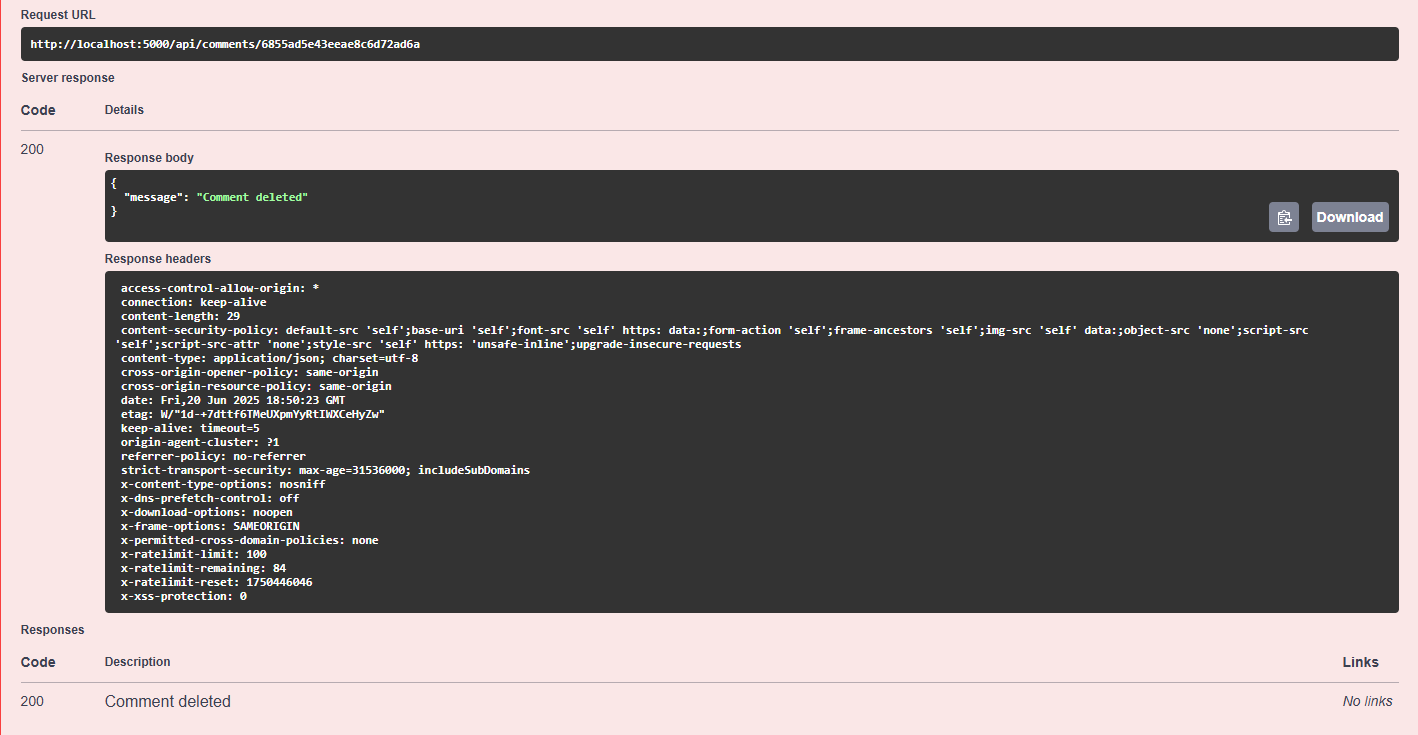 Request URL
http://localhost:5000/api/comments/6855ad5e43eeae8c6d72ad6a
Server response
Code Details
200
Response body
{
"message": "Comment deleted"
}
Download
Response headers
access-control-allow-origin: *
connection: keep-alive
content-length: 29
content-security-policy: default-src 'self';base-uri 'self';font-src 'self' https: data:;form-action 'self';frame-ancestors 'self';img-src 'self' data:;object-src 'none';script-src
'self';script-src-attr 'none';style-src 'self' https: 'unsafe-inline';upgrade-insecure-requests
content-type: application/json; charset=utf-8
cross-origin-opener-policy: same-origin
cross-origin-resource-policy: same-origin
date: Fri,20 Jun 2025 18:50:23 GMT
etag: W/"1d-+7dttf6TMeUXpmYyRtIWXCeHyZw"
keep-alive: timeout=5
origin-agent-cluster: ?1
referrer-policy: no-referrer
strict-transport-security: max-age=31536000; includeSubDomains
x-content-type-options: nosniff
x-dns-prefetch-control: off
x-download-options: noopen
x-frame-options: SAMEORIGIN
x-permitted-cross-domain-policies: none
x-ratelimit-limit: 100
x-ratelimit-remaining: 84
x-ratelimit-reset: 1750446046
x-xss-protection: 0
Responses
Code Description Links
200 Comment deleted No links